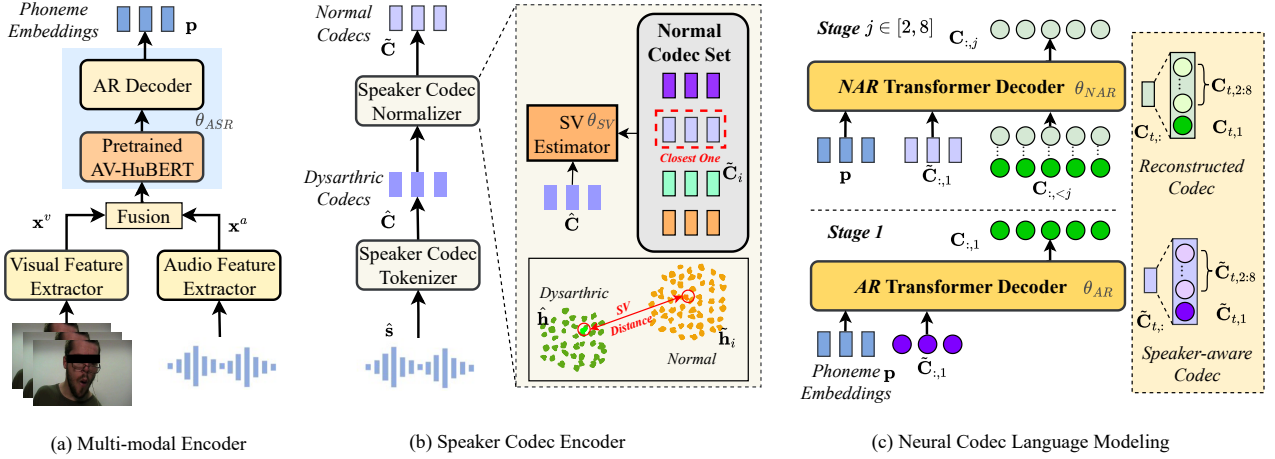 Phoneme
Embeddings
p
AR Decoder
θ_ASR
Pretrained
AV-HuBERT
Fusion
x^v
x^a
Visual Feature
Extractor
Audio Feature
Extractor
(a) Multi-modal Encoder
Normal
Codecs
C̃
Speaker Codec
Normalizer
Dysarthric
Codecs
Ĉ
Speaker Codec
Tokenizer
ŝ
Normal
Codec Set
SV θ_SV
Estimator
Closest One
C̃_i
Ĉ
Dysarthric
ĥ
SV
Distance
h̃_i
Normal
(b) Speaker Codec Encoder
Stage j ∈ [2, 8]
C_{:,j}
NAR Transformer Decoder θ_NAR
p
C̃_{:,1}
C_{:,<j}
Stage 1
C_{:,1}
AR Transformer Decoder θ_AR
Phoneme
Embeddings
p
C̃_{:,1}
C_{t,2:8}
C_{t,:}
C_{t,1}
Reconstructed
Codec
C̃_{t,2:8}
C̃_{t,:}
C̃_{t,1}
Speaker-aware
Codec
(c) Neural Codec Language Modeling